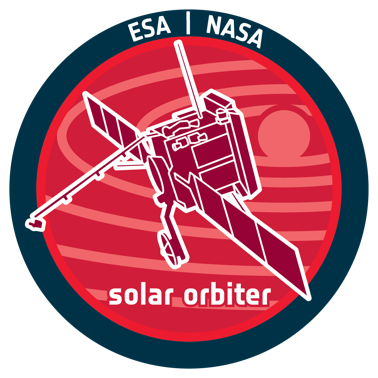 ESA | NASA
solar orbiter